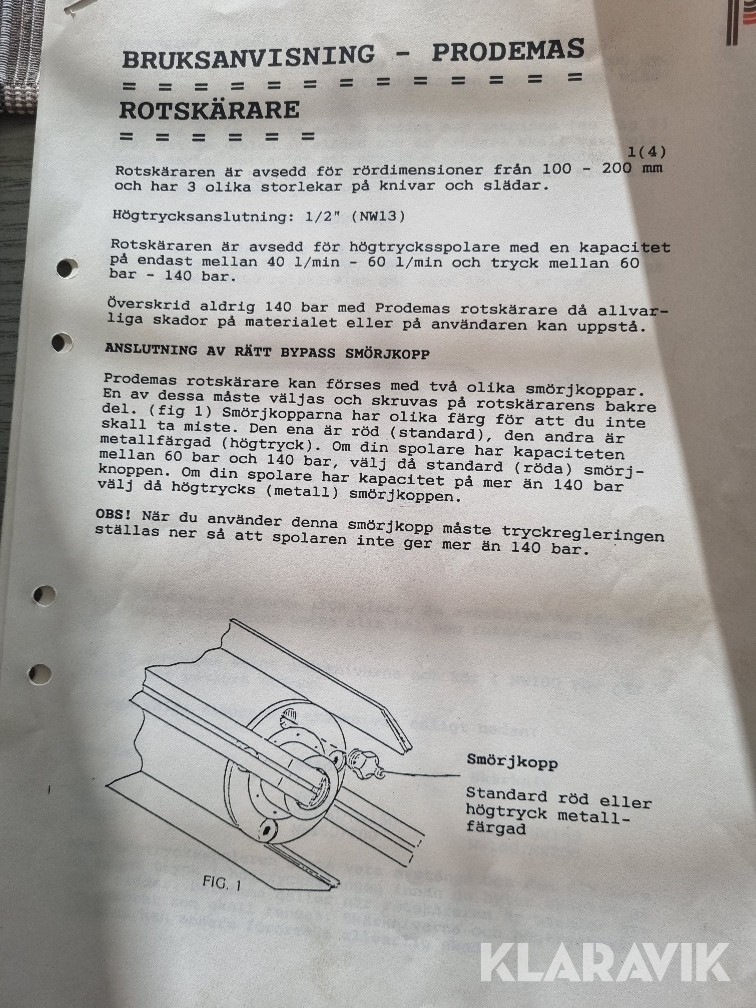 BRUKSANVISNING - PRODEMAS
= = = = = = = = = = = = =
ROTSKÄRARE
= = = = = =
1(4)
Rotskäraren är avsedd för rördimensioner från 100 - 200 mm
och har 3 olika storlekar på knivar och slädar.
Högtrycksanslutning: 1/2" (NW13)
Rotskäraren är avsedd för högtrycksspolare med en kapacitet
på endast mellan 40 l/min - 60 l/min och tryck mellan 60
bar - 140 bar.
Överskrid aldrig 140 bar med Prodemas rotskärare då allvar-
liga skador på materialet eller på användaren kan uppstå.
ANSLUTNING AV RÄTT BYPASS SMÖRJKOPP
Prodemas rotskärare kan förses med två olika smörjkoppar.
En av dessa måste väljas och skruvas på rotskärarens bakre
del. (fig 1) Smörjkopparna har olika färg för att du inte
skall ta miste. Den ena är röd (standard), den andra är
metallfärgad (högtryck). Om din spolare har kapaciteten
mellan 60 bar och 140 bar, välj då standard (röda) smörj-
knoppen. Om din spolare har kapacitet på mer än 140 bar
välj då högtrycks (metall) smörjkoppen.
OBS! När du använder denna smörjkopp måste tryckregleringen
ställas ner så att spolaren inte ger mer än 140 bar.
Smörjkopp
Standard röd eller
högtryck metall-
färgad
FIG. 1
KLARAVIK